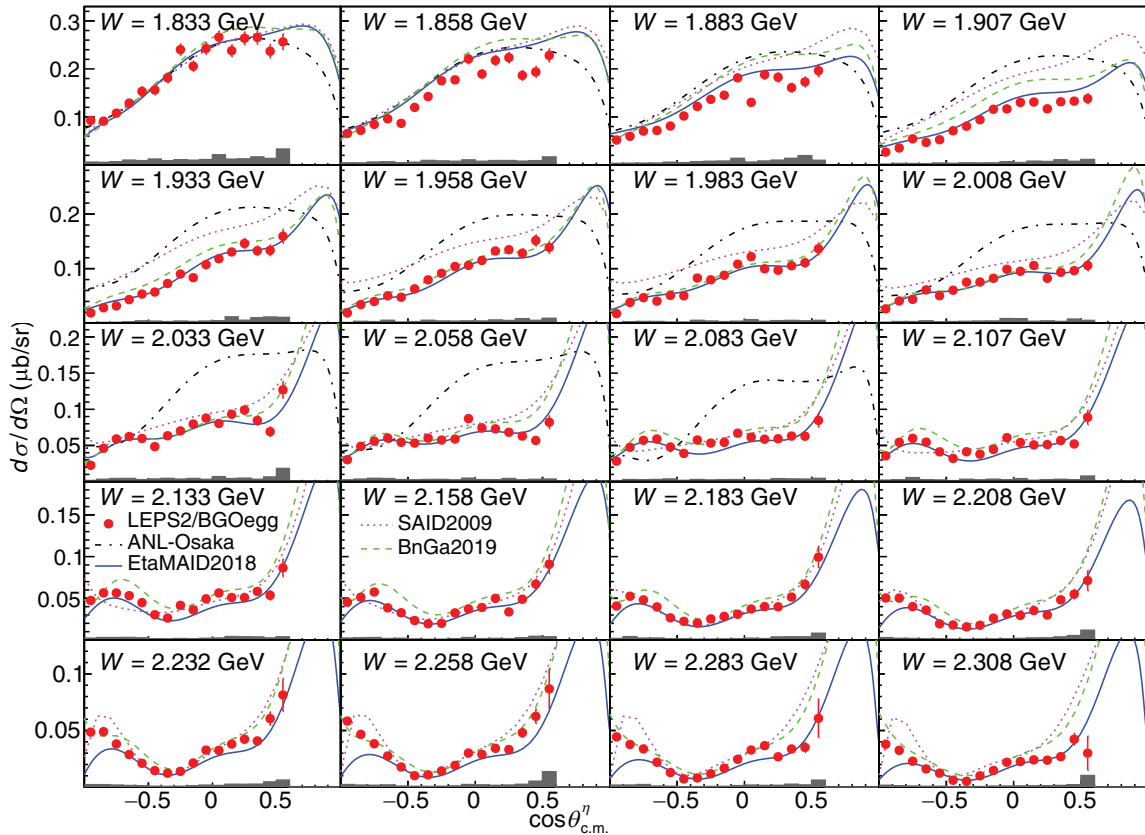 W = 1.833 GeV W = 1.858 GeV W = 1.883 GeV W = 1.907 GeV
0.3
0.2
0.1
W = 1.933 GeV W = 1.958 GeV W = 1.983 GeV W = 2.008 GeV
0.2
0.1
W = 2.033 GeV W = 2.058 GeV W = 2.083 GeV W = 2.107 GeV
0.2
0.15
0.1
0.05
dσ/dΩ (μb/sr)
W = 2.133 GeV W = 2.158 GeV W = 2.183 GeV W = 2.208 GeV
LEPS2/BGOegg SAID2009
ANL-Osaka BnGa2019
EtaMAID2018
0.15
0.1
0.05
W = 2.232 GeV W = 2.258 GeV W = 2.283 GeV W = 2.308 GeV
0.1
0.05
−0.5 0 0.5 −0.5 0 0.5 −0.5 0 0.5 −0.5 0 0.5
cosθ^η_c.m.